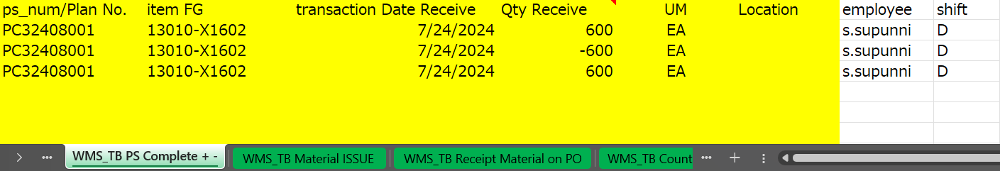 ps_num/Plan No. item FG transaction Date Receive Qty Receive UM Location employee shift
PC32408001 13010-X1602 7/24/2024 600 EA s.supunni D
PC32408001 13010-X1602 7/24/2024 -600 EA s.supunni D
PC32408001 13010-X1602 7/24/2024 600 EA s.supunni D
WMS_TB PS Complete + - WMS_TB Material ISSUE WMS_TB Receipt Material on PO WMS_TB Count